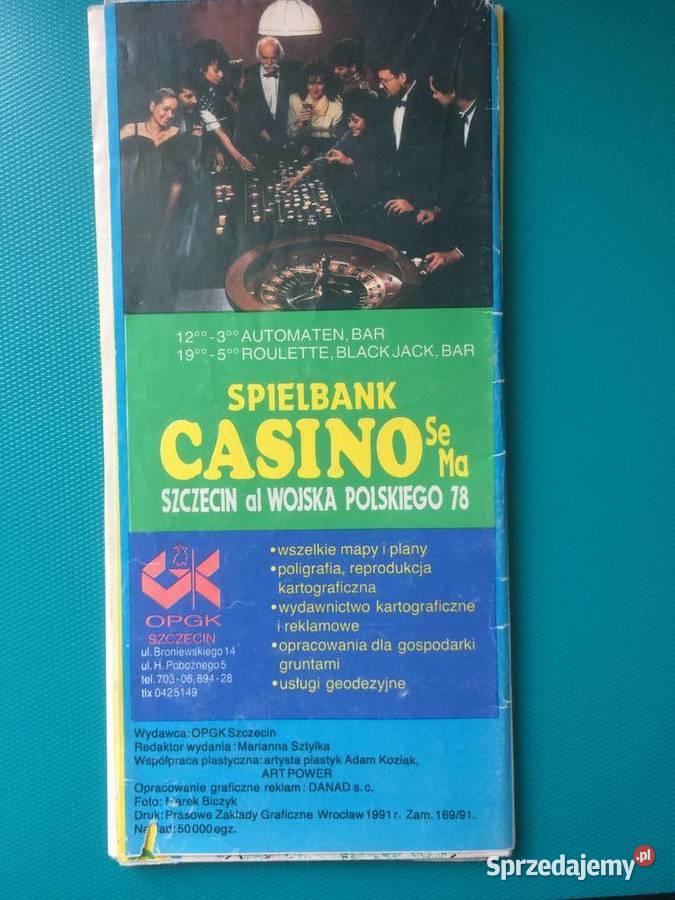 12⁰⁰-3⁰⁰ AUTOMATEN, BAR
19⁰⁰-5⁰⁰ ROULETTE, BLACK JACK, BAR
SPIELBANK
CASINO Se Ma
SZCZECIN al WOJSKA POLSKIEGO 78
OPGK
SZCZECIN
ul. Broniewskiego 14
ul. H. Pobożnego 5
tel. 703-06, 894-28
tlx 0425149
• wszelkie mapy i plany
• poligrafia, reprodukcja
kartograficzna
• wydawnictwo kartograficzne
i reklamowe
• opracowania dla gospodarki
gruntami
• usługi geodezyjne
Wydawca: OPGK Szczecin
Redaktor wydania: Marianna Sztylka
Współpraca plastyczna: artysta plastyk Adam Koziak,
ART POWER
Opracowanie graficzne reklam: DANAD s. c.
Foto: Marek Biczyk
Druk: Prasowe Zakłady Graficzne Wrocław 1991 r. Zam. 169/91.
Nakład: 50 000 egz.
Sprzedajemy.pl